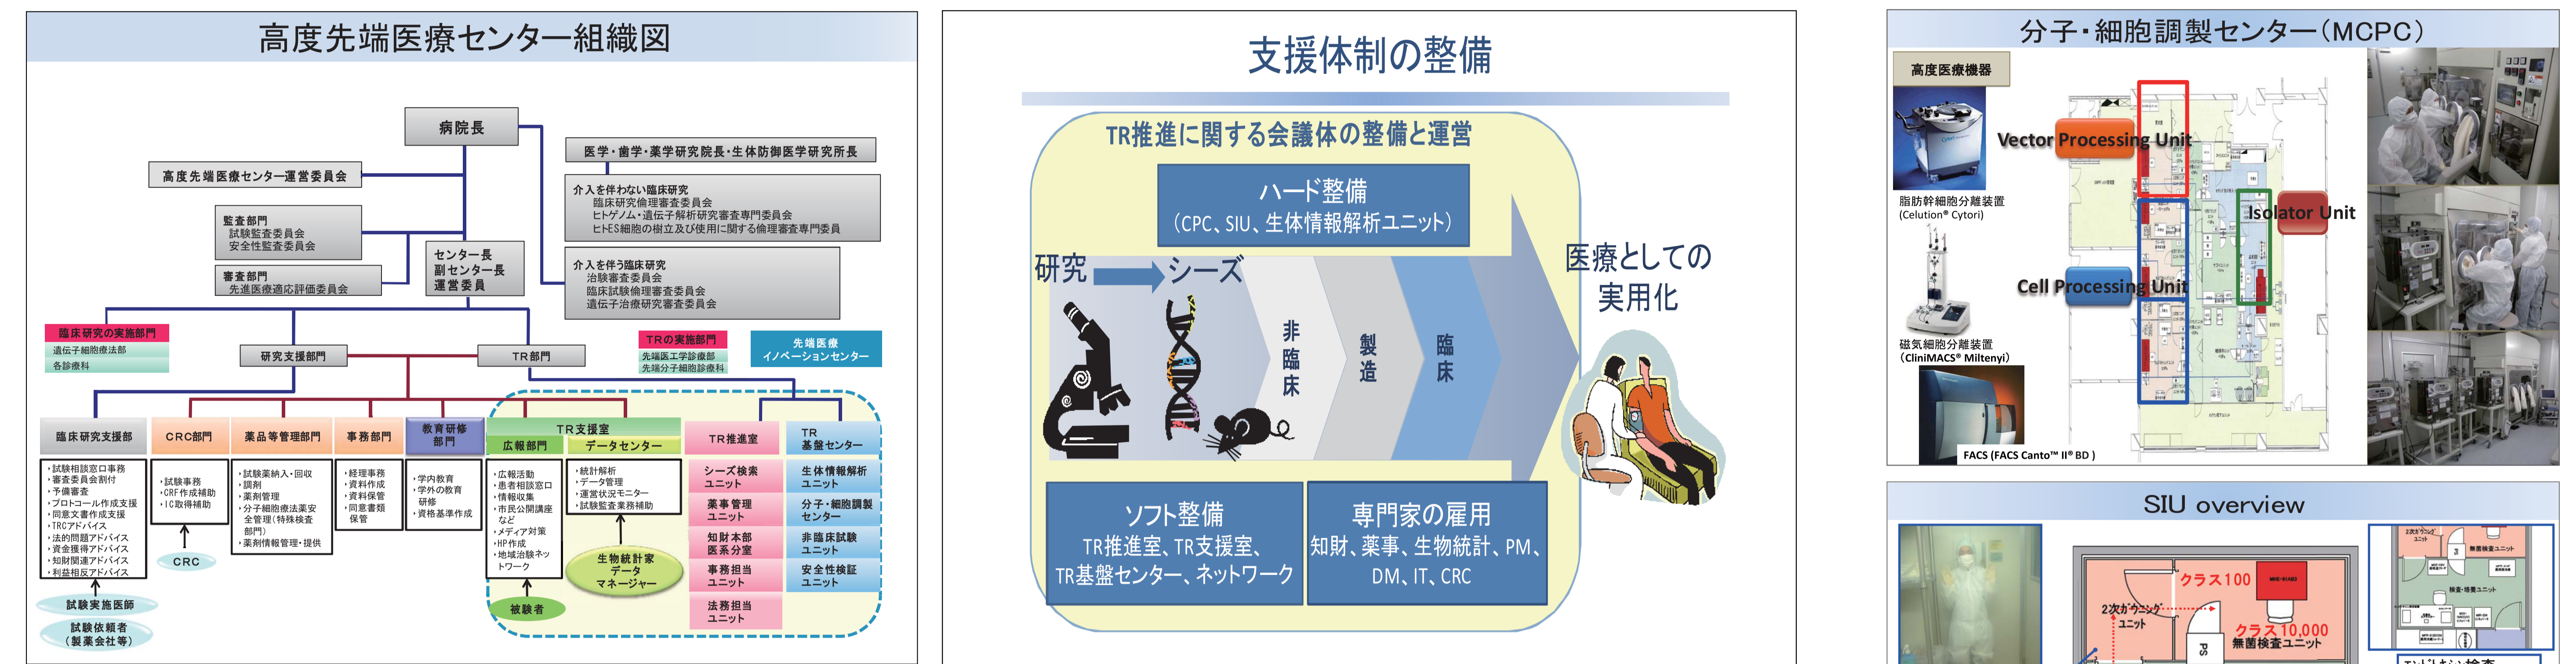 高度先端医療センター組織図
病院長
高度先端医療センター運営委員会
医学・歯学・薬学研究院長・生体防御医学研究所長
介入を伴わない臨床研究
臨床研究倫理審査委員会
ヒトゲノム・遺伝子解析研究審査専門委員会
ヒトES細胞の樹立及び使用に関する倫理審査専門委員
監査部門
試験監査委員会
安全性監査委員会
審査部門
先進医療適応評価委員会
センター長
副センター長
運営委員
介入を伴う臨床研究
治験審査委員会
臨床試験倫理審査委員会
遺伝子治療研究審査委員会
臨床研究の実施部門
遺伝子細胞療法部
各診療科
研究支援部門
TR部門
TRの実施部門
先端医工学診療部
先端分子細胞診療科
先端医療
イノベーションセンター
臨床研究支援部
・試験相談窓口事務
・審査委員会割付
・予備審査
・プロトコール作成支援
・同意文書作成支援
・TRCアドバイス
・法的問題アドバイス
・資金獲得アドバイス
・知財関連アドバイス
・利益相反アドバイス
試験実施医師
試験依頼者
(製薬会社等)
CRC部門
・試験事務
・CRF作成補助
・IC取得補助
CRC
薬品等管理部門
・試験薬納入・回収
・調剤
・薬剤管理
・分子細胞療法薬安
全管理(特殊検査
部門)
・薬剤情報管理・提供
事務部門
・経理事務
・資料作成
・資料保管
・同意書類
保管
教育研修
部門
・学内教育
・学外の教育
研修
・資格基準作成
TR支援室
広報部門
・広報活動
・患者相談窓口
・情報収集
・市民公開講座
など
・メディア対策
・HP作成
・地域治験ネッ
トワーク
被験者
データセンター
・統計解析
・データ管理
・運営状況モニター
・試験監査業務補助
生物統計家
データ
マネージャー
TR推進室
シーズ検索
ユニット
薬事管理
ユニット
知財本部
医系分室
事務担当
ユニット
法務担当
ユニット
TR
基盤センター
生体情報解析
ユニット
分子・細胞調製
センター
非臨床試験
ユニット
安全性検証
ユニット
支援体制の整備
TR推進に関する会議体の整備と運営
ハード整備
(CPC、SIU、生体情報解析ユニット)
研究
シーズ
非臨床
製造
臨床
医療としての
実用化
ソフト整備
TR推進室、TR支援室、
TR基盤センター、ネットワーク
専門家の雇用
知財、薬事、生物統計、PM、
DM、IT、CRC
分子・細胞調製センター(MCPC)
高度医療機器
脂肪幹細胞分離装置
(Celution® Cytori)
磁気細胞分離装置
(CliniMACS® Miltenyi)
FACS (FACS Canto™ II® BD )
Vector Processing Unit
Isolator Unit
Cell Processing Unit
SIU overview
クラス100
2次ガウニング
ユニット
クラス10,000
無菌検査ユニット
PS
2次ガウニング
ユニット
無菌検査ユニット
検査・培養ユニット